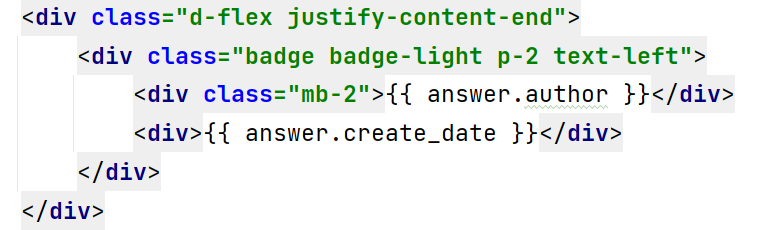 <div class="d-flex justify-content-end">
<div class="badge badge-light p-2 text-left">
<div class="mb-2">{{ answer.author }}</div>
<div>{{ answer.create_date }}</div>
</div>
</div>